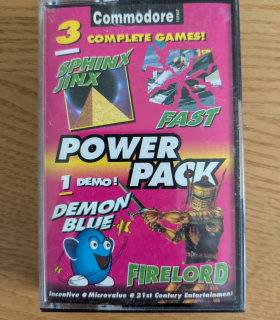 Commodore
3 COMPLETE GAMES!
SPHINX
JINX
FAST
POWER
PACK
1 DEMO!
DEMON
BLUE
FIRELORD
Incentive ● Microvalue ● 21st Century Entertainment